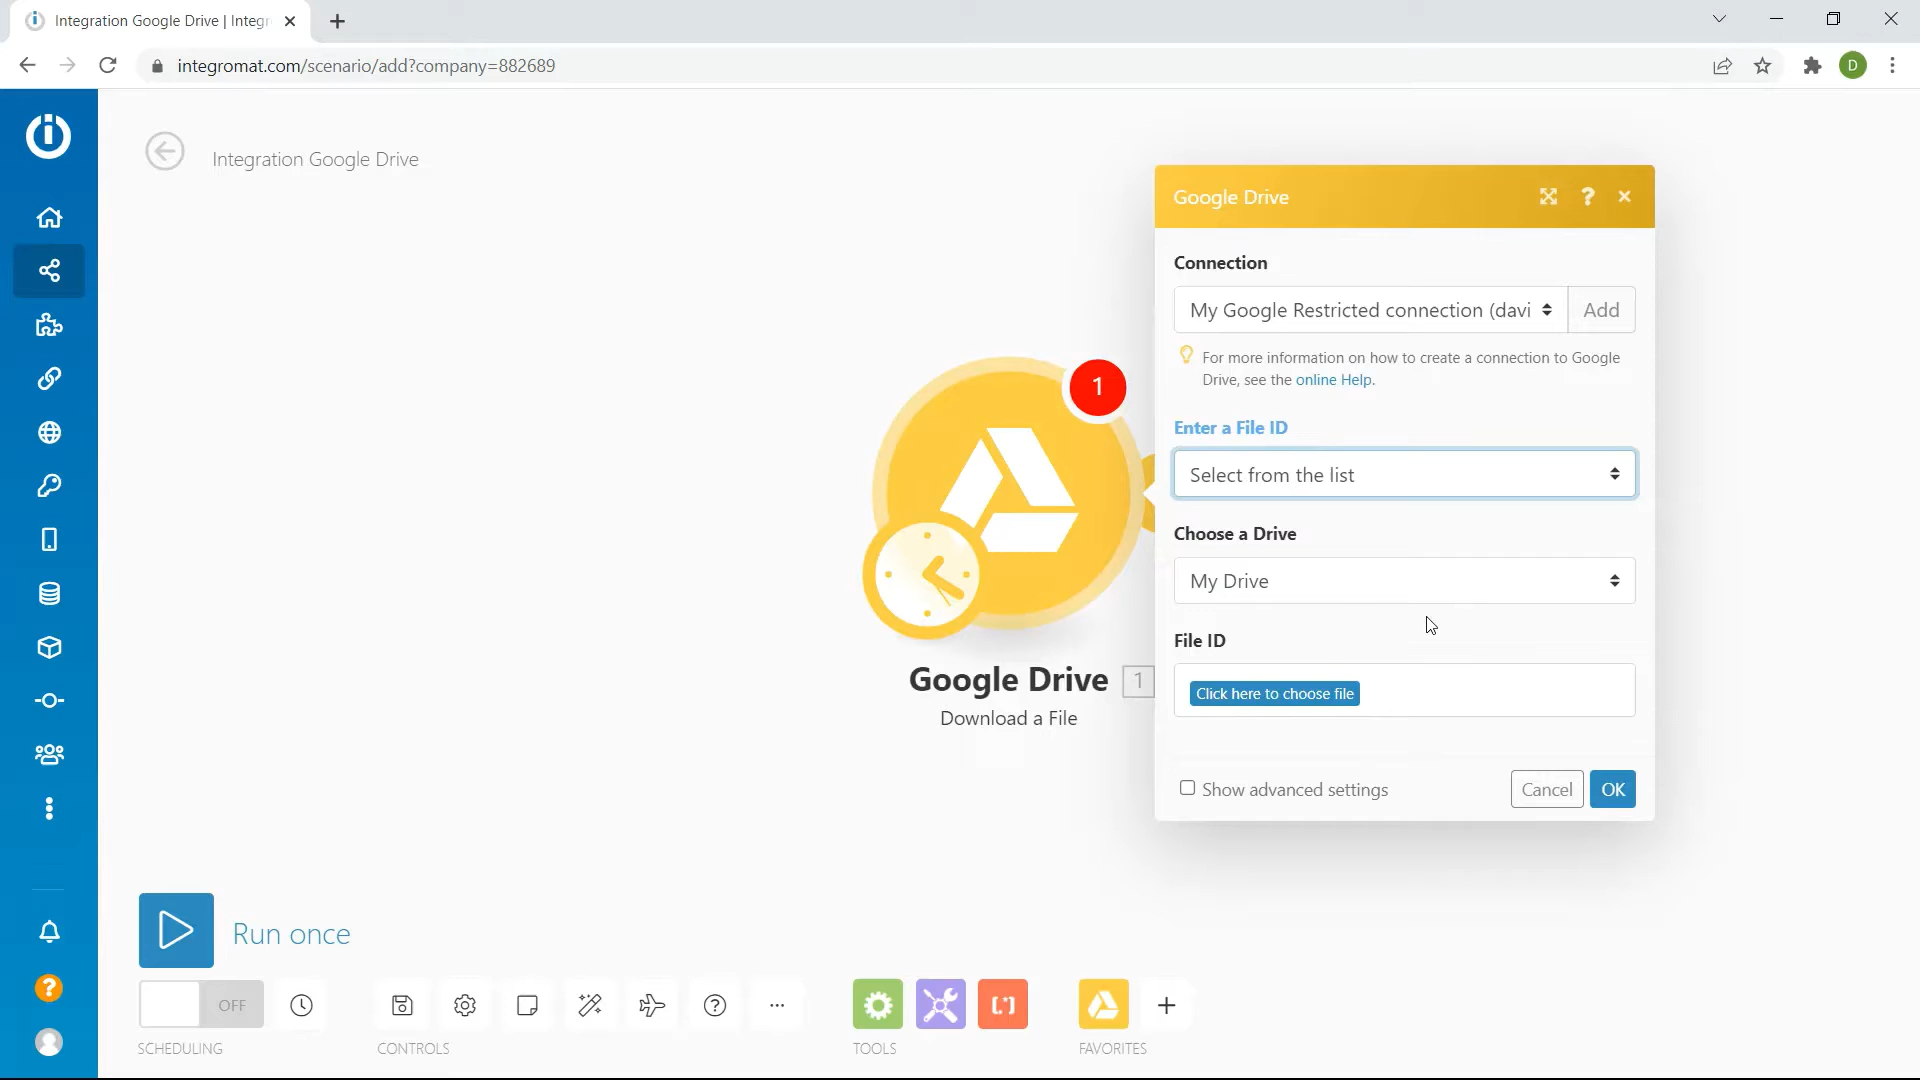 Integration Google Drive | Integr
integromat.com/scenario/add?company=882689
D
Integration Google Drive
Google Drive
Connection
My Google Restricted connection (davi
Add
For more information on how to create a connection to Google
Drive, see the online Help.
Enter a File ID
Select from the list
Choose a Drive
My Drive
File ID
Click here to choose file
Show advanced settings
Cancel
OK
1
Google Drive
1
Download a File
Run once
OFF
SCHEDULING
CONTROLS
TOOLS
FAVORITES